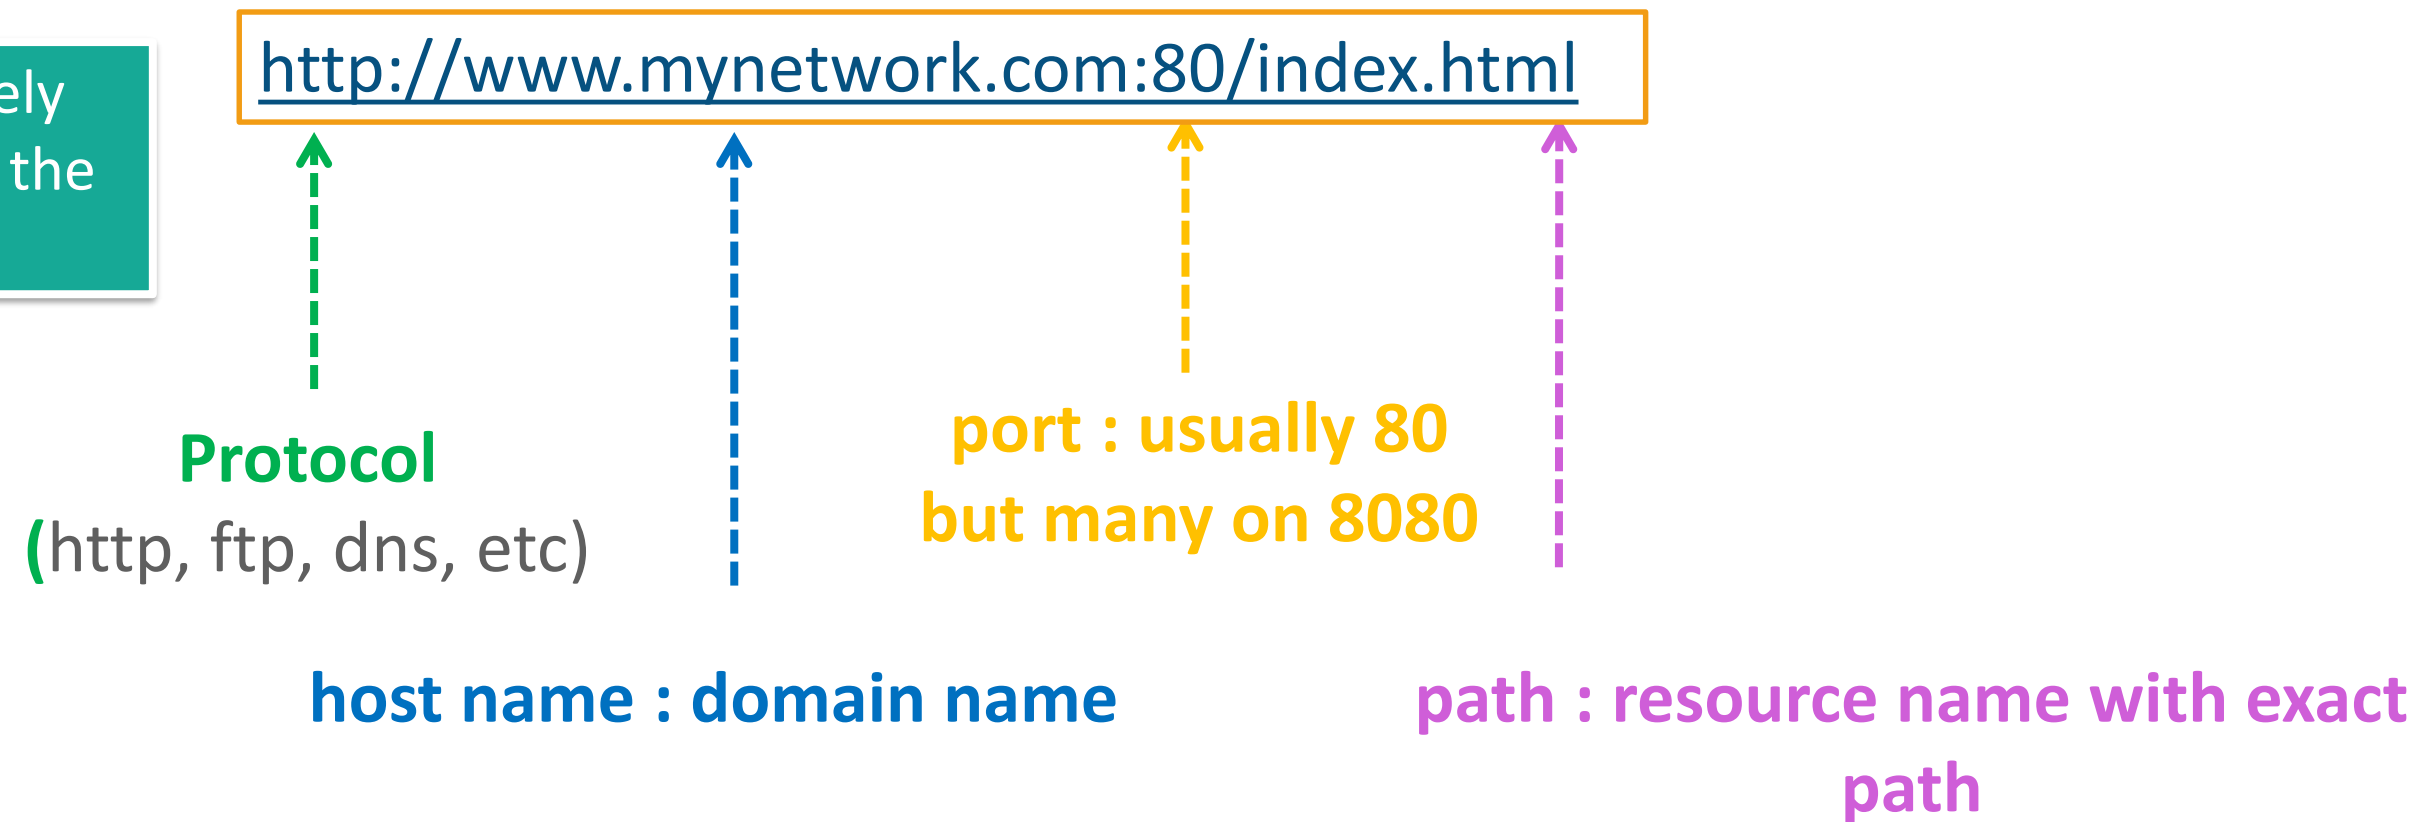 http://www.mynetwork.com:80/index.html
ely
the
Protocol
(http, ftp, dns, etc)
port : usually 80
but many on 8080
host name : domain name
path : resource name with exact
path